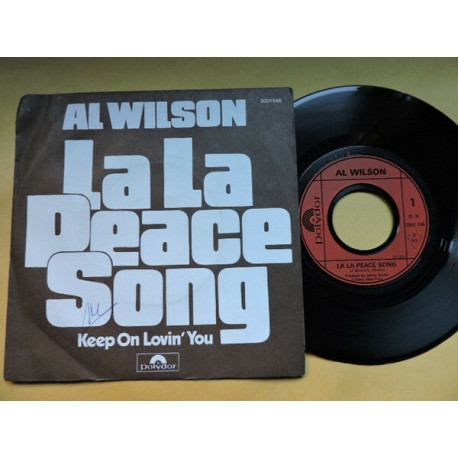 2001546
AL WILSON
La La
Peace
Song
Keep On Lovin' You
polydor
polydor
AL WILSON
1
LA LA PEACE SONG